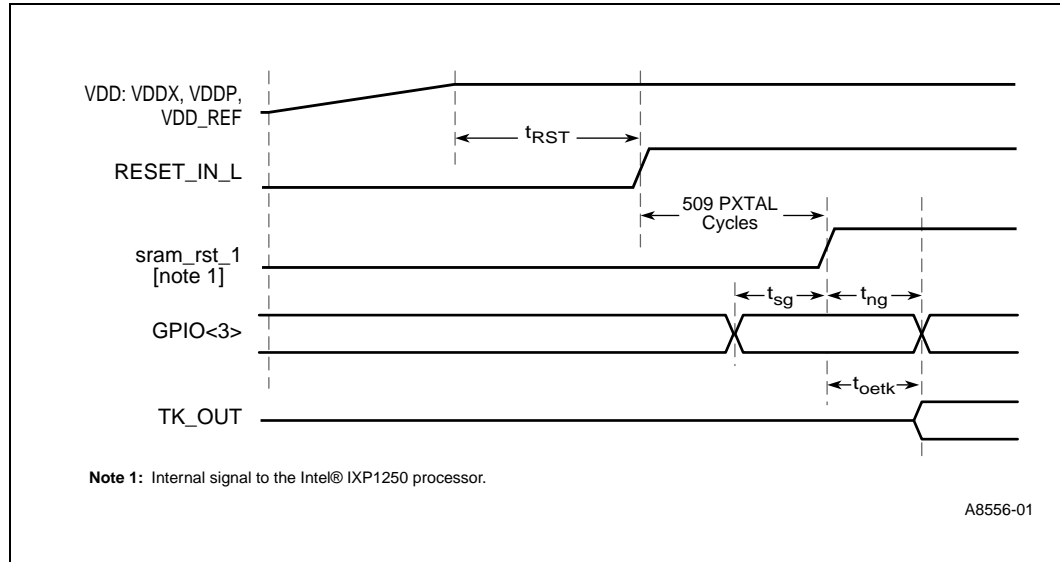 VDD: VDDX, VDDP,
VDD_REF
tRST
RESET_IN_L
509 PXTAL
Cycles
sram_rst_1
[note 1]
tsg
tng
GPIO<3>
toetk
TK_OUT
Note 1: Internal signal to the Intel® IXP1250 processor.
A8556-01